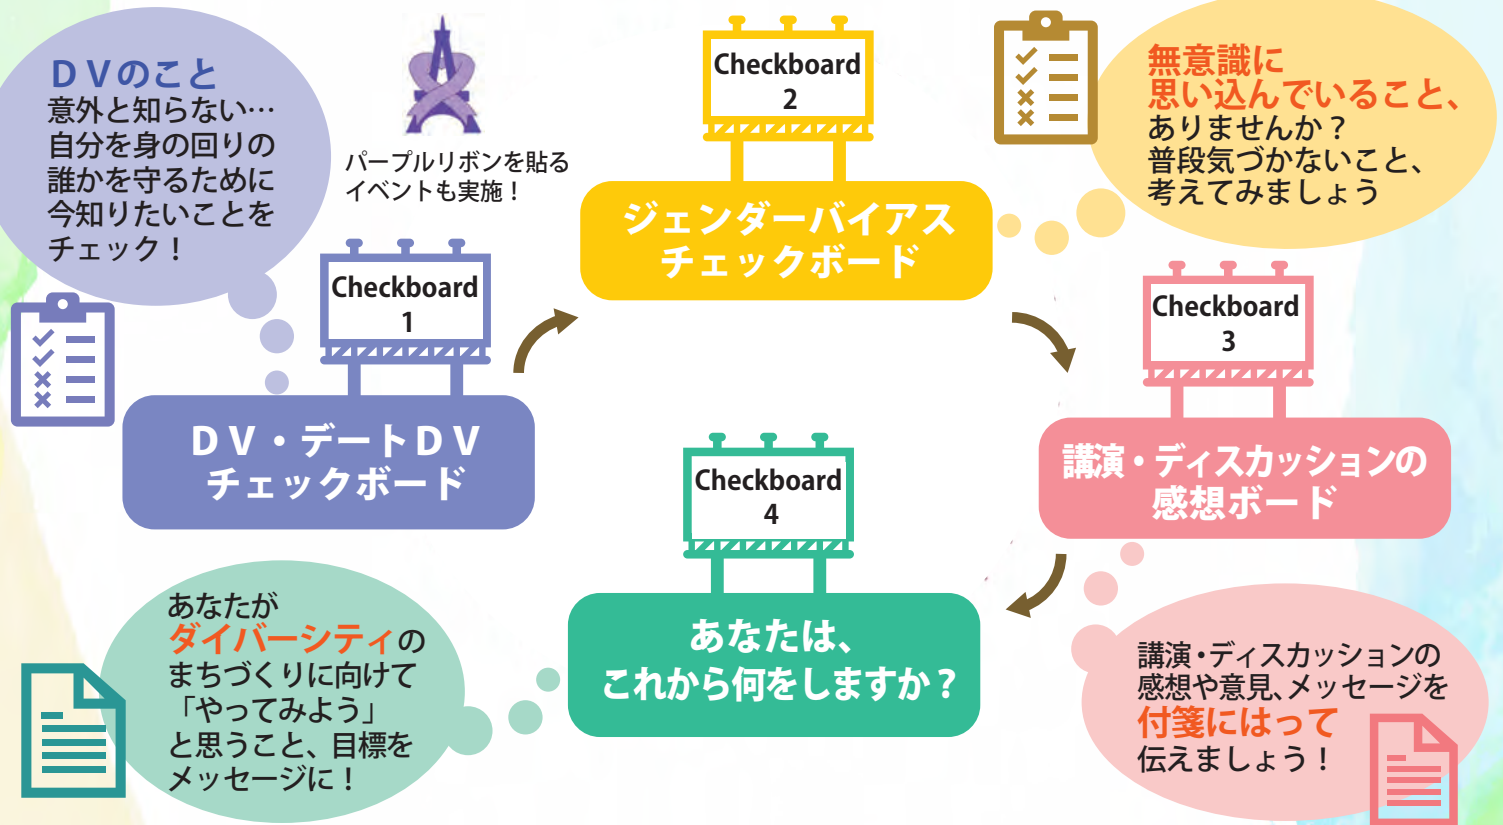 ＤＶのこと
意外と知らない…
自分を身の回りの
誰かを守るために
今知りたいことを
チェック！
パープルリボンを貼る
イベントも実施！
Checkboard
1
ＤＶ・デートＤＶ
チェックボード
Checkboard
2
ジェンダーバイアス
チェックボード
無意識に
思い込んでいること、
ありませんか？
普段気づかないこと、
考えてみましょう
Checkboard
3
講演・ディスカッションの
感想ボード
講演・ディスカッションの
感想や意見、メッセージを
付箋にはって
伝えましょう！
Checkboard
4
あなたは、
これから何をしますか？
あなたが
ダイバーシティの
まちづくりに向けて
「やってみよう」
と思うこと、目標を
メッセージに！